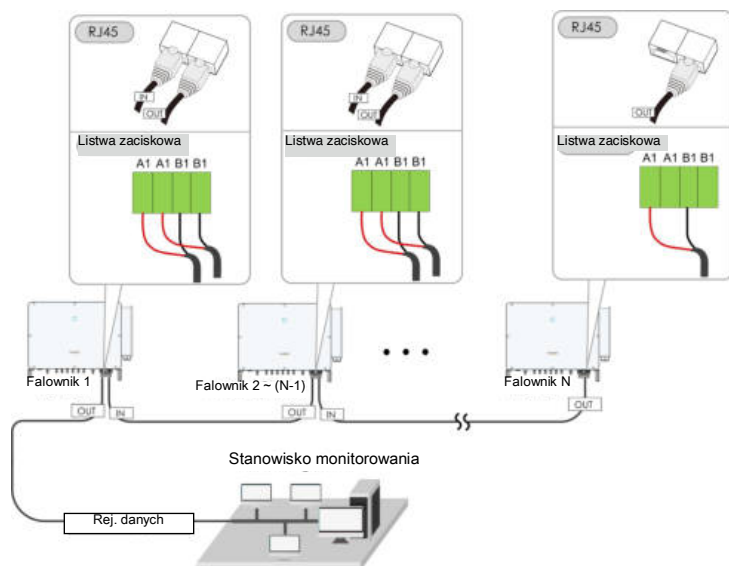 RJ45
IN
OUT
Listwa zaciskowa
A1 A1 B1 B1
RJ45
IN
OUT
Listwa zaciskowa
A1 A1 B1 B1
RJ45
OUT
Listwa zaciskowa
A1 A1 B1 B1
Falownik 1
Falownik 2 ~ (N-1)
Falownik N
OUT
IN
OUT
IN
OUT
Stanowisko monitorowania
Rej. danych